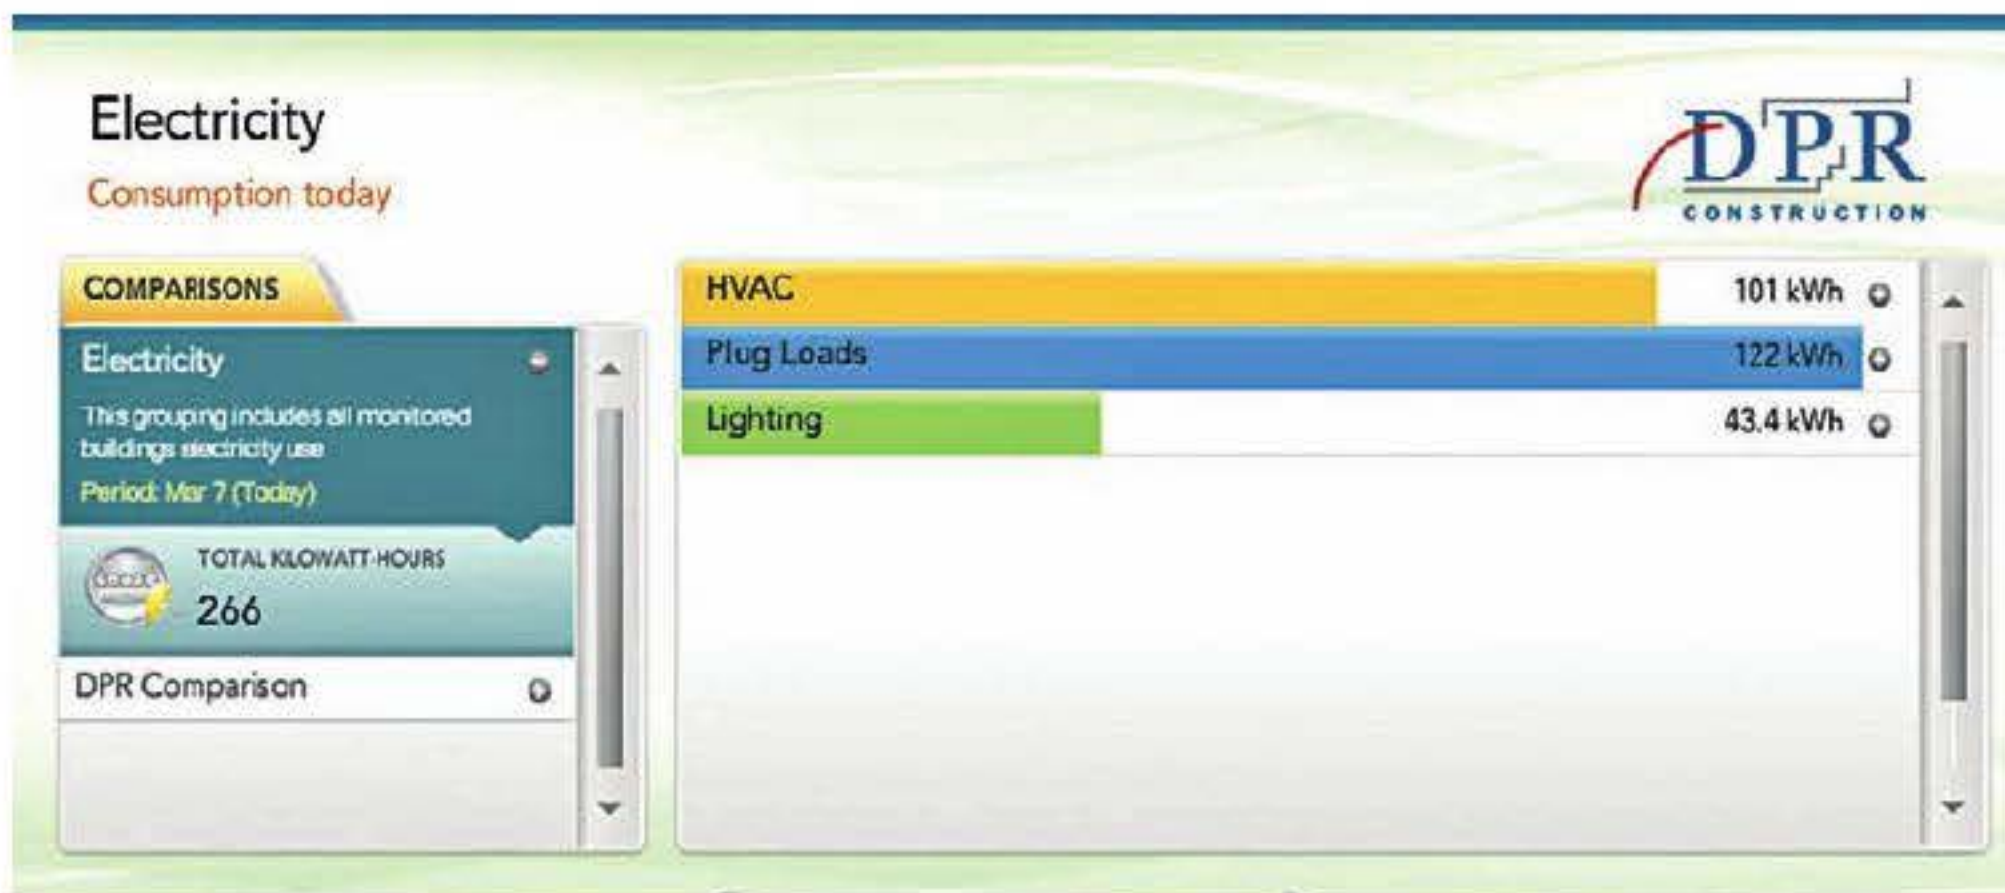 Electricity
Consumption today
DPR
CONSTRUCTION
COMPARISONS
Electricity
This grouping includes all monitored
buildings electricity use
Period: Mar 7 (Today)
TOTAL KILOWATT-HOURS
266
DPR Comparison
HVAC 101 kWh
Plug Loads 122 kWh
Lighting 43.4 kWh